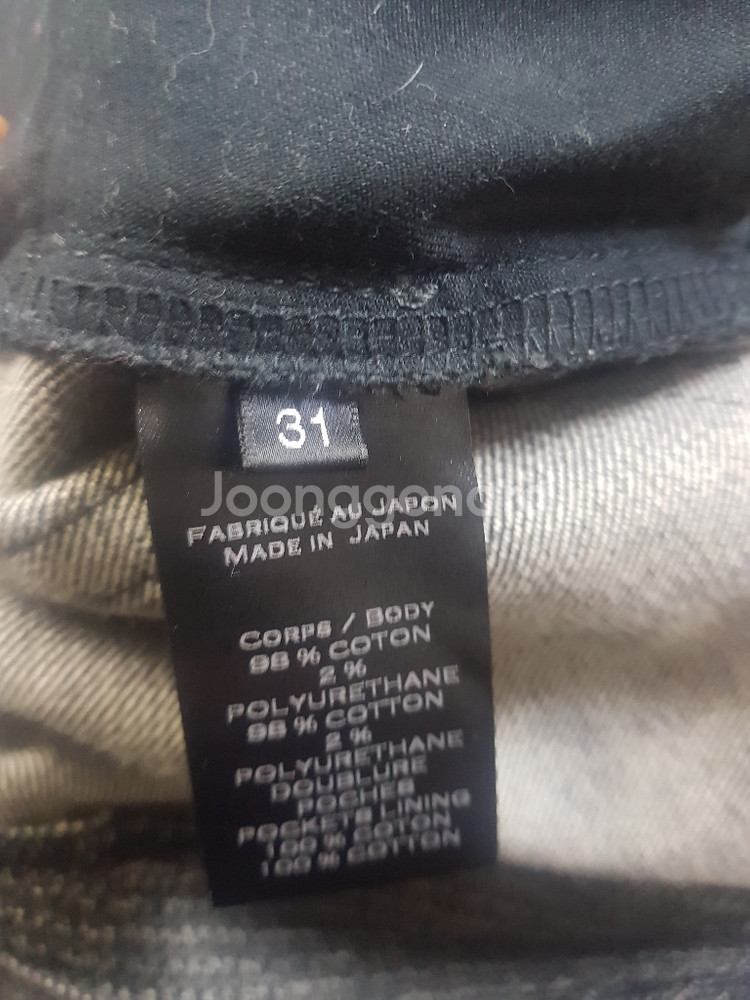 31
Joonggonara
FABRIQUÉ AU JAPON
MADE IN JAPAN
CORPS / BODY
98 % COTON
2 %
POLYURETHANE
98 % COTTON
2 %
POLYURETHANE
DOUBLURE
POCHES
POCKETS LINING
100 % COTON
100 % COTTON